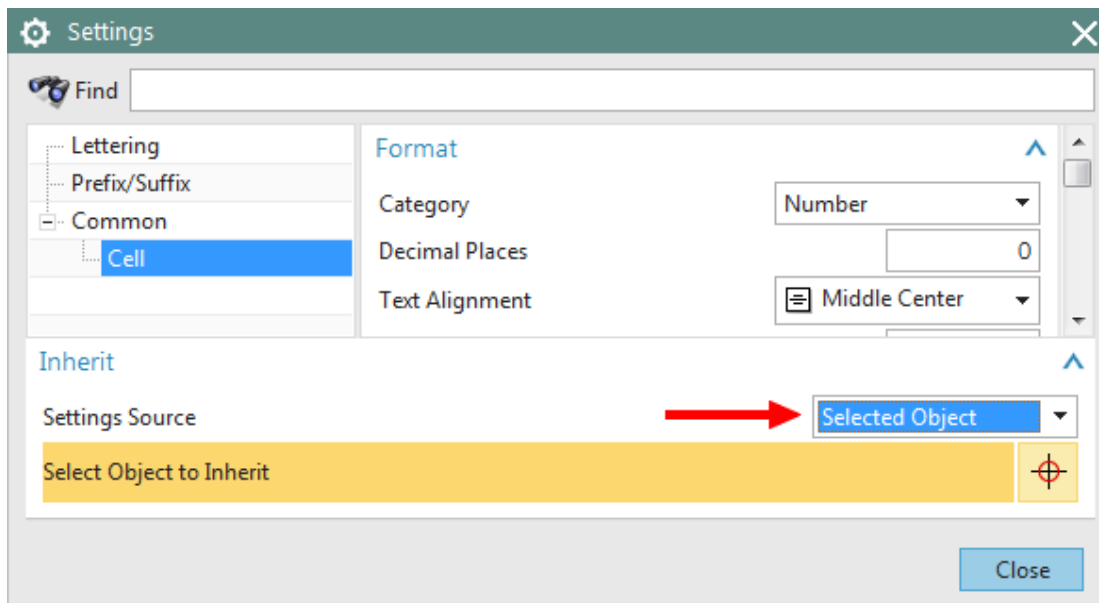 Settings
Find
Lettering
Prefix/Suffix
Common
Cell
Format
Category Number
Decimal Places 0
Text Alignment Middle Center
Inherit
Settings Source Selected Object
Select Object to Inherit
Close